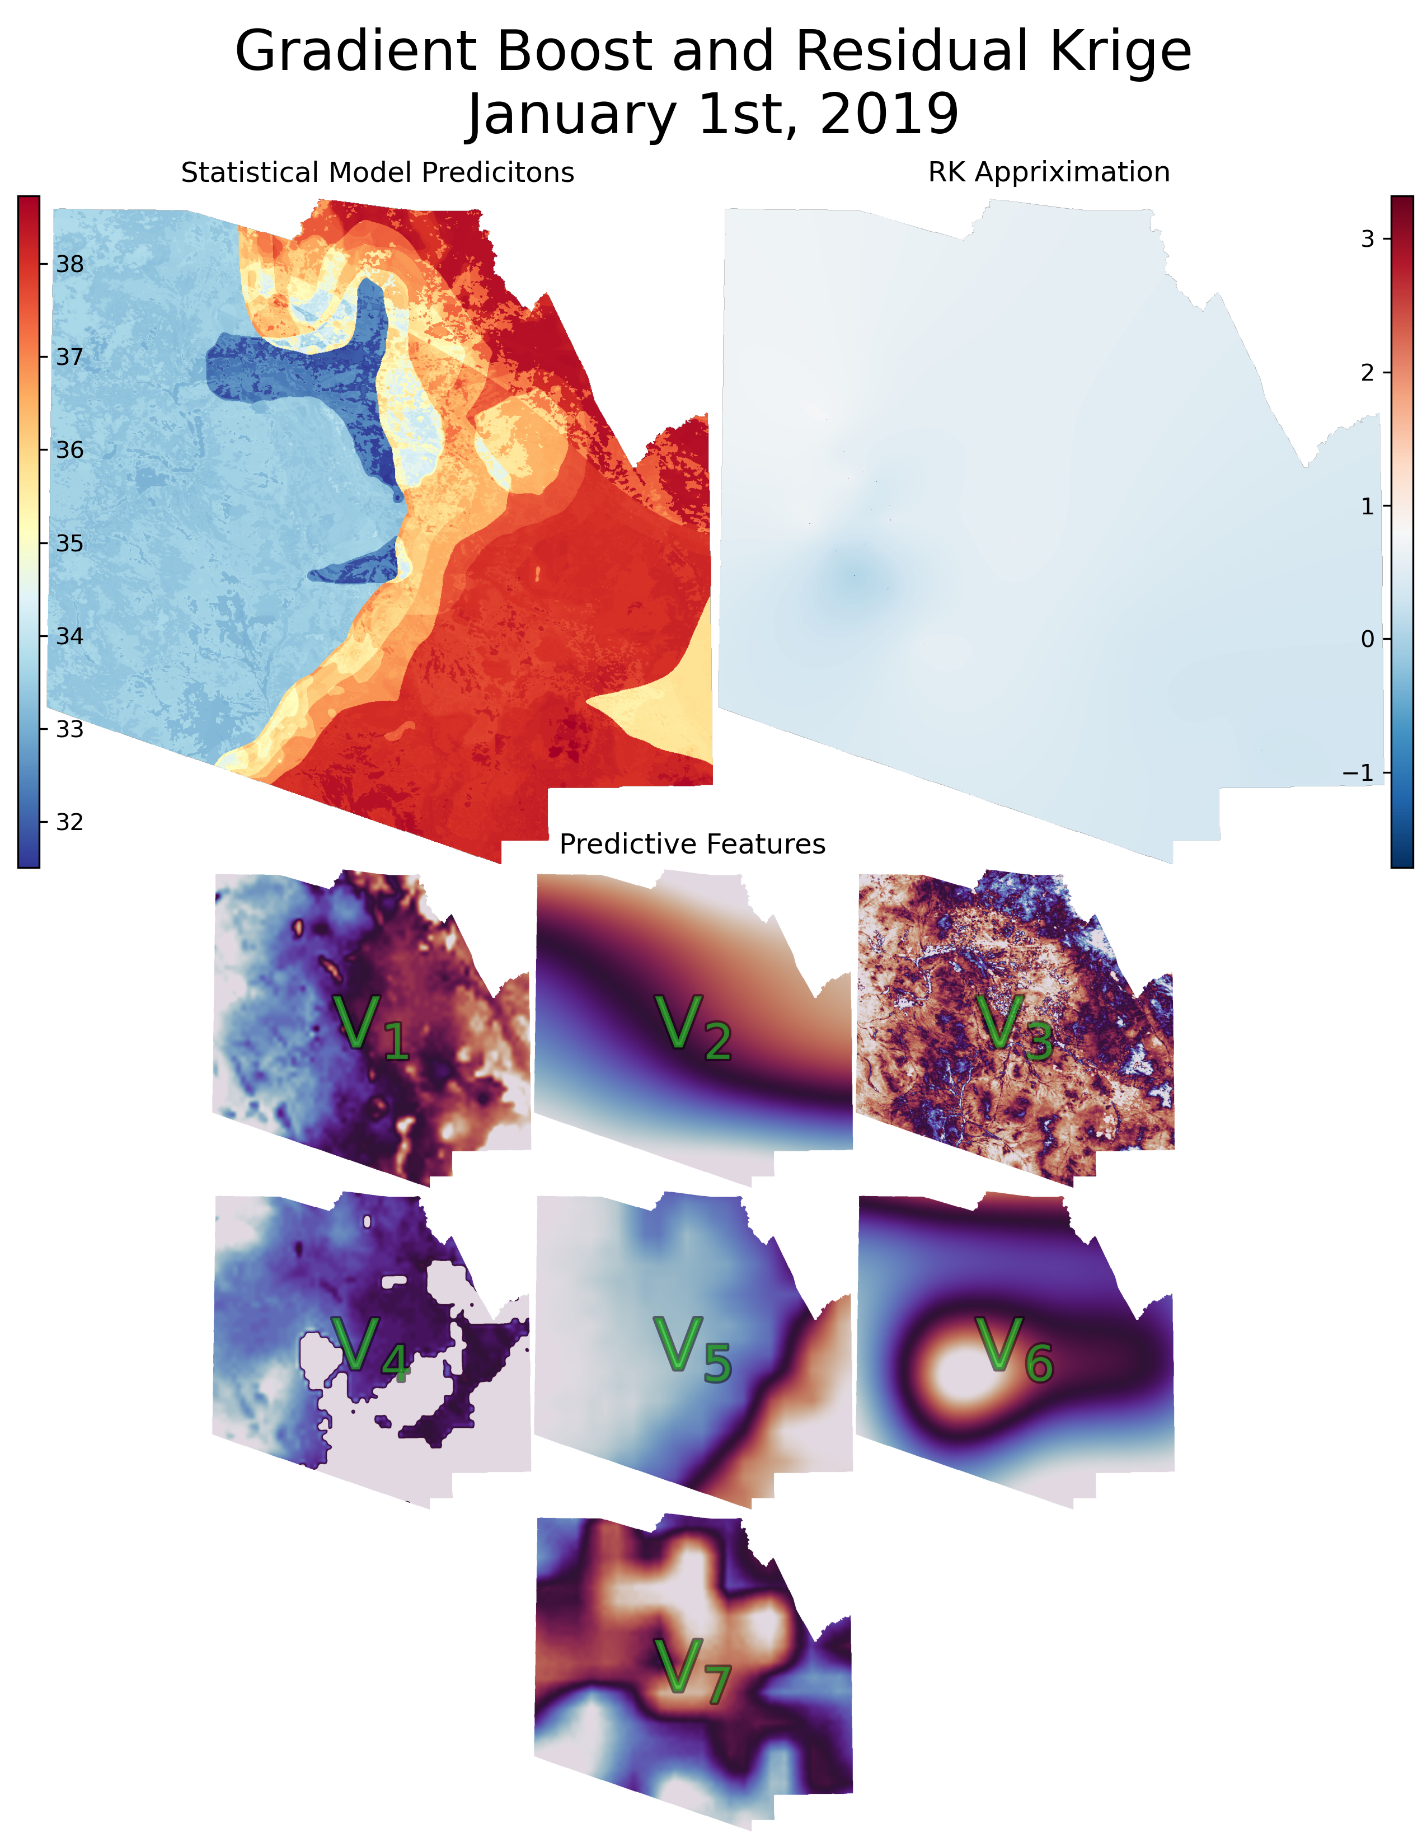 Gradient Boost and Residual Krige
January 1st, 2019
Statistical Model Predicitons
RK Appriximation
38
37
36
35
34
33
32
3
2
1
0
−1
Predictive Features
V1
V2
V3
V4
V5
V6
V7